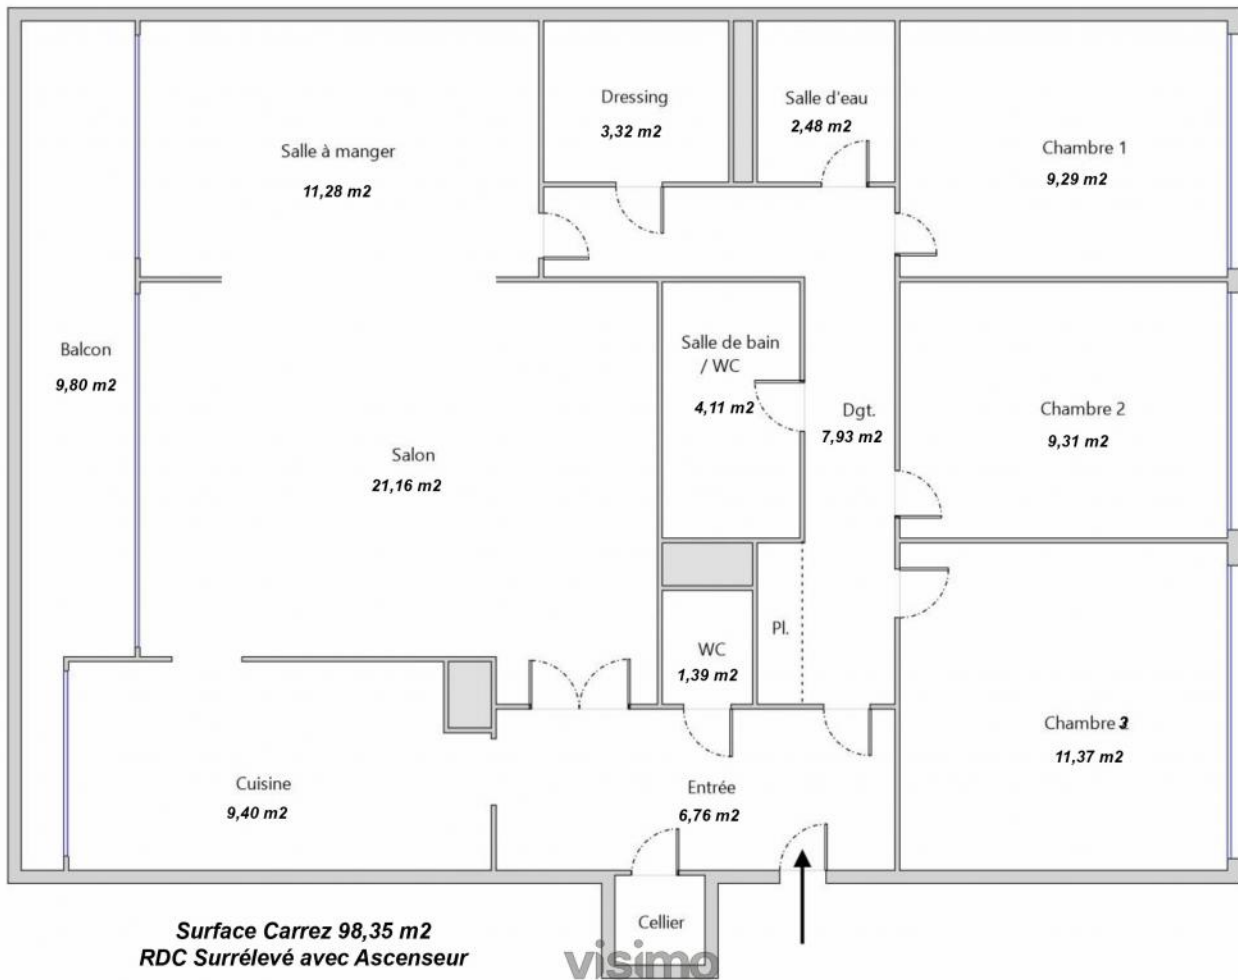 Dressing
3,32 m2
Salle d'eau
2,48 m2
Salle à manger
11,28 m2
Chambre 1
9,29 m2
Balcon
9,80 m2
Salle de bain
/ WC
4,11 m2
Dgt.
7,93 m2
Chambre 2
9,31 m2
Salon
21,16 m2
Pl.
WC
1,39 m2
Chambre 3
11,37 m2
Cuisine
9,40 m2
Entrée
6,76 m2
Cellier
Surface Carrez 98,35 m2
RDC Surrélevé avec Ascenseur
visimo